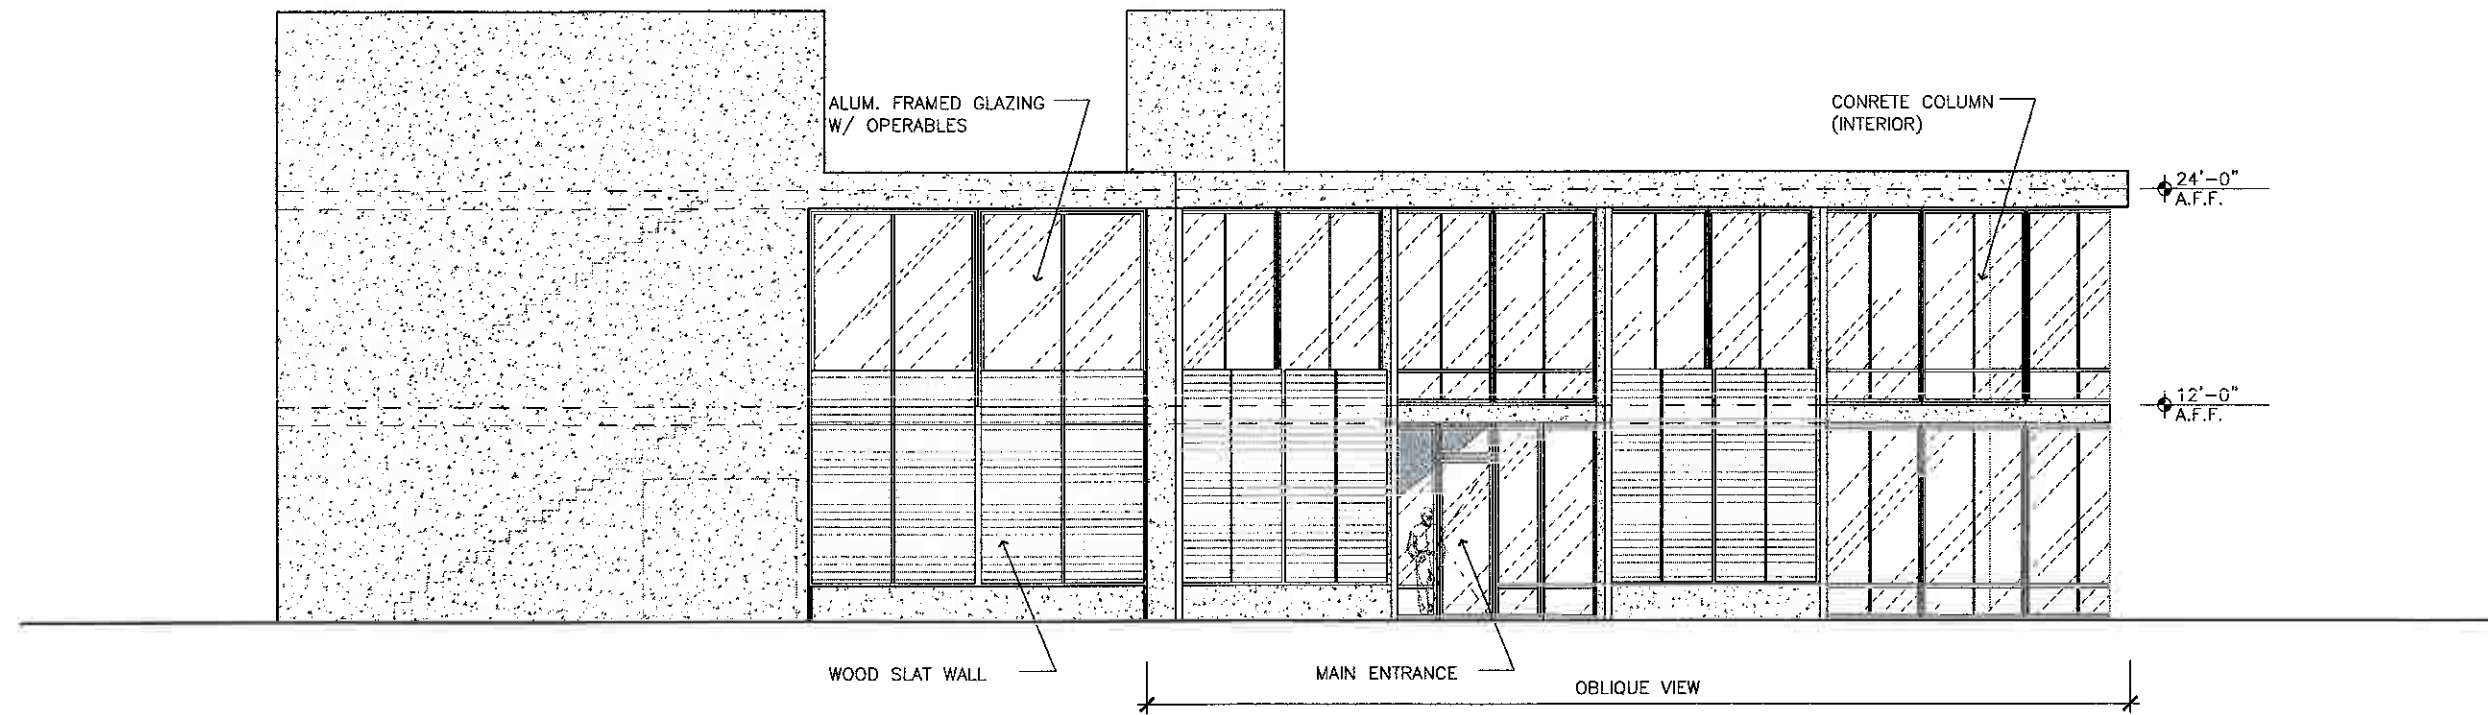 ALUM. FRAMED GLAZING
W/ OPERABLES
CONRETE COLUMN
(INTERIOR)
24'-0"
A.F.F.
12'-0"
A.F.F.
WOOD SLAT WALL
MAIN ENTRANCE
OBLIQUE VIEW